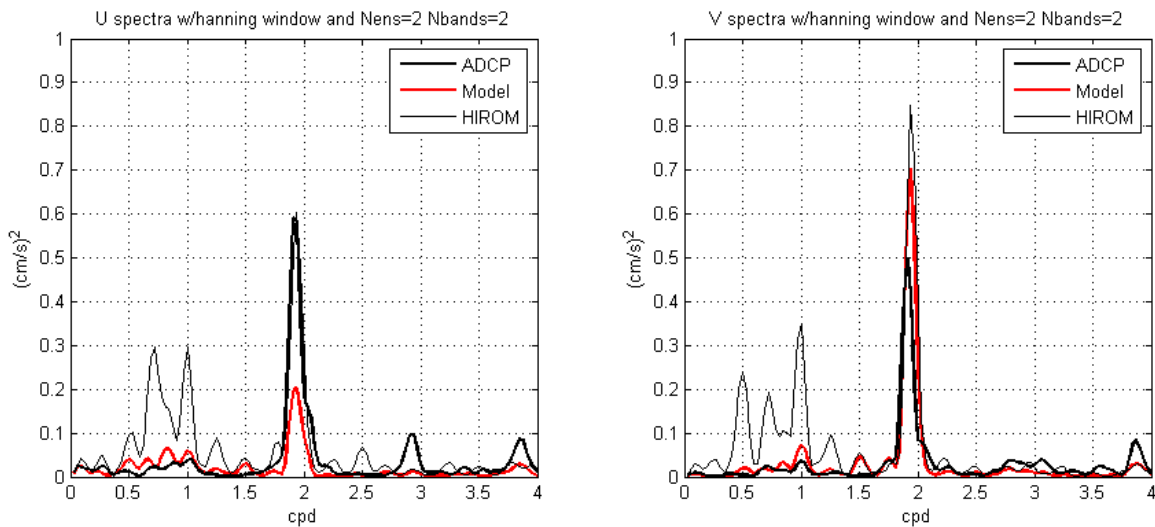 U spectra w/hanning window and Nens=2 Nbands=2
1
0.9
0.8
0.7
0.6
0.5
0.4
0.3
0.2
0.1
0
(cm/s)2
ADCP
Model
HIROM
0 0.5 1 1.5 2 2.5 3 3.5 4
cpd
V spectra w/hanning window and Nens=2 Nbands=2
1
0.9
0.8
0.7
0.6
0.5
0.4
0.3
0.2
0.1
0
(cm/s)2
ADCP
Model
HIROM
0 0.5 1 1.5 2 2.5 3 3.5 4
cpd